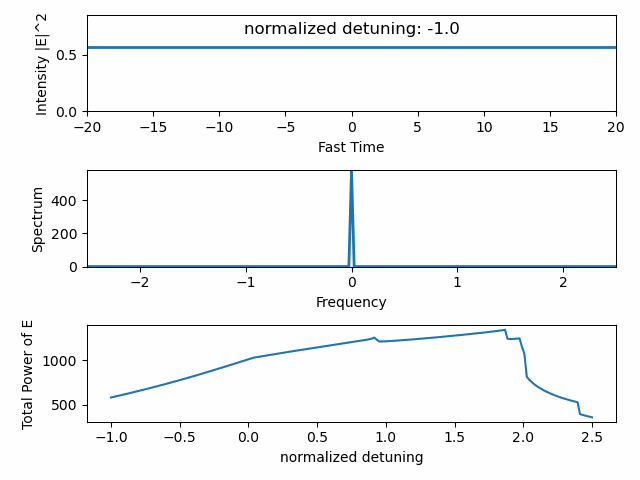 normalized detuning: -1.0
Intensity |E|^2
0.5
0.0
−20 −15 −10 −5 0 5 10 15 20
Fast Time
Spectrum
400
200
0
−2 −1 0 1 2
Frequency
Total Power of E
1000
500
−1.0 −0.5 0.0 0.5 1.0 1.5 2.0 2.5
normalized detuning